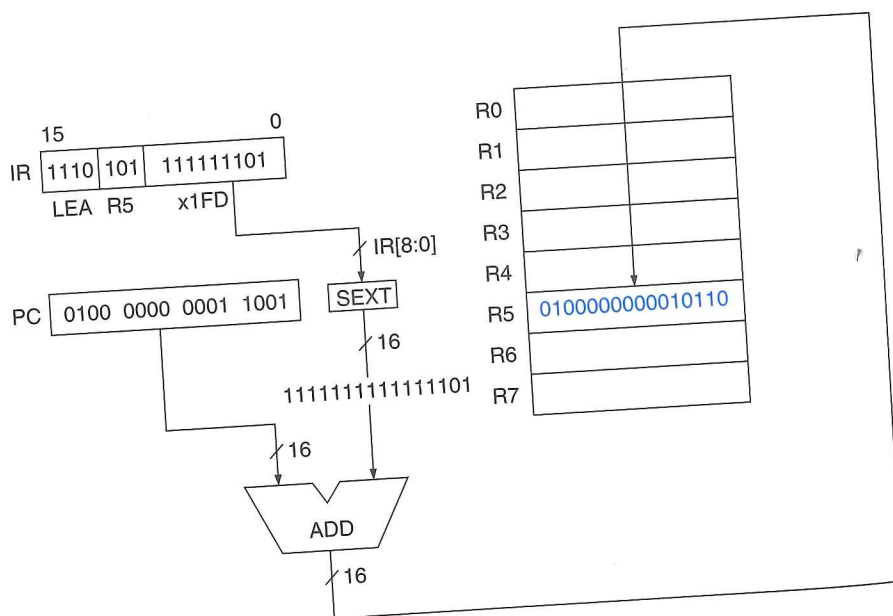 15 0
IR 1110 101 111111101
LEA R5 x1FD
IR[8:0]
PC 0100 0000 0001 1001
SEXT
16
1111111111111101
16
ADD
16
R0
R1
R2
R3
R4
R5 0100000000010110
R6
R7